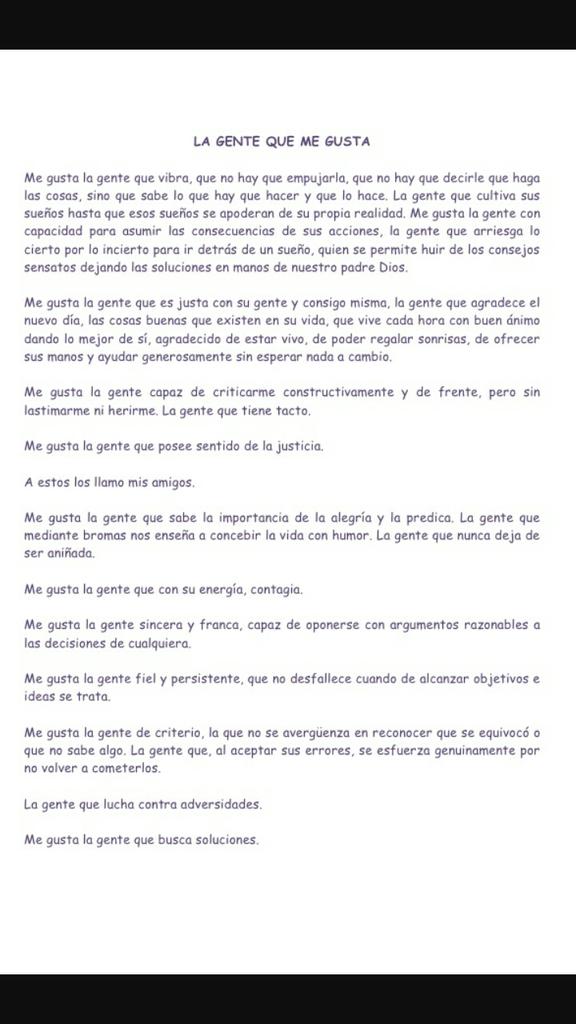 LA GENTE QUE ME GUSTA
Me gusta la gente que vibra, que no hay que empujarla, que no hay que decirle que haga
las cosas, sino que sabe lo que hay que hacer y que lo hace. La gente que cultiva sus
sueños hasta que esos sueños se apoderan de su propia realidad. Me gusta la gente con
capacidad para asumir las consecuencias de sus acciones, la gente que arriesga lo
cierto por lo incierto para ir detrás de un sueño, quien se permite huir de los consejos
sensatos dejando las soluciones en manos de nuestro padre Dios.
Me gusta la gente que es justa con su gente y consigo misma, la gente que agradece el
nuevo día, las cosas buenas que existen en su vida, que vive cada hora con buen ánimo
dando lo mejor de sí, agradecido de estar vivo, de poder regalar sonrisas, de ofrecer
sus manos y ayudar generosamente sin esperar nada a cambio.
Me gusta la gente capaz de criticarme constructivamente y de frente, pero sin
lastimarme ni herirme. La gente que tiene tacto.
Me gusta la gente que posee sentido de la justicia.
A estos los llamo mis amigos.
Me gusta la gente que sabe la importancia de la alegría y la predica. La gente que
mediante bromas nos enseña a concebir la vida con humor. La gente que nunca deja de
ser aniñada.
Me gusta la gente que con su energía, contagia.
Me gusta la gente sincera y franca, capaz de oponerse con argumentos razonables a
las decisiones de cualquiera.
Me gusta la gente fiel y persistente, que no desfallece cuando de alcanzar objetivos e
ideas se trata.
Me gusta la gente de criterio, la que no se avergüenza en reconocer que se equivocó o
que no sabe algo. La gente que, al aceptar sus errores, se esfuerza genuinamente por
no volver a cometerlos.
La gente que lucha contra adversidades.
Me gusta la gente que busca soluciones.